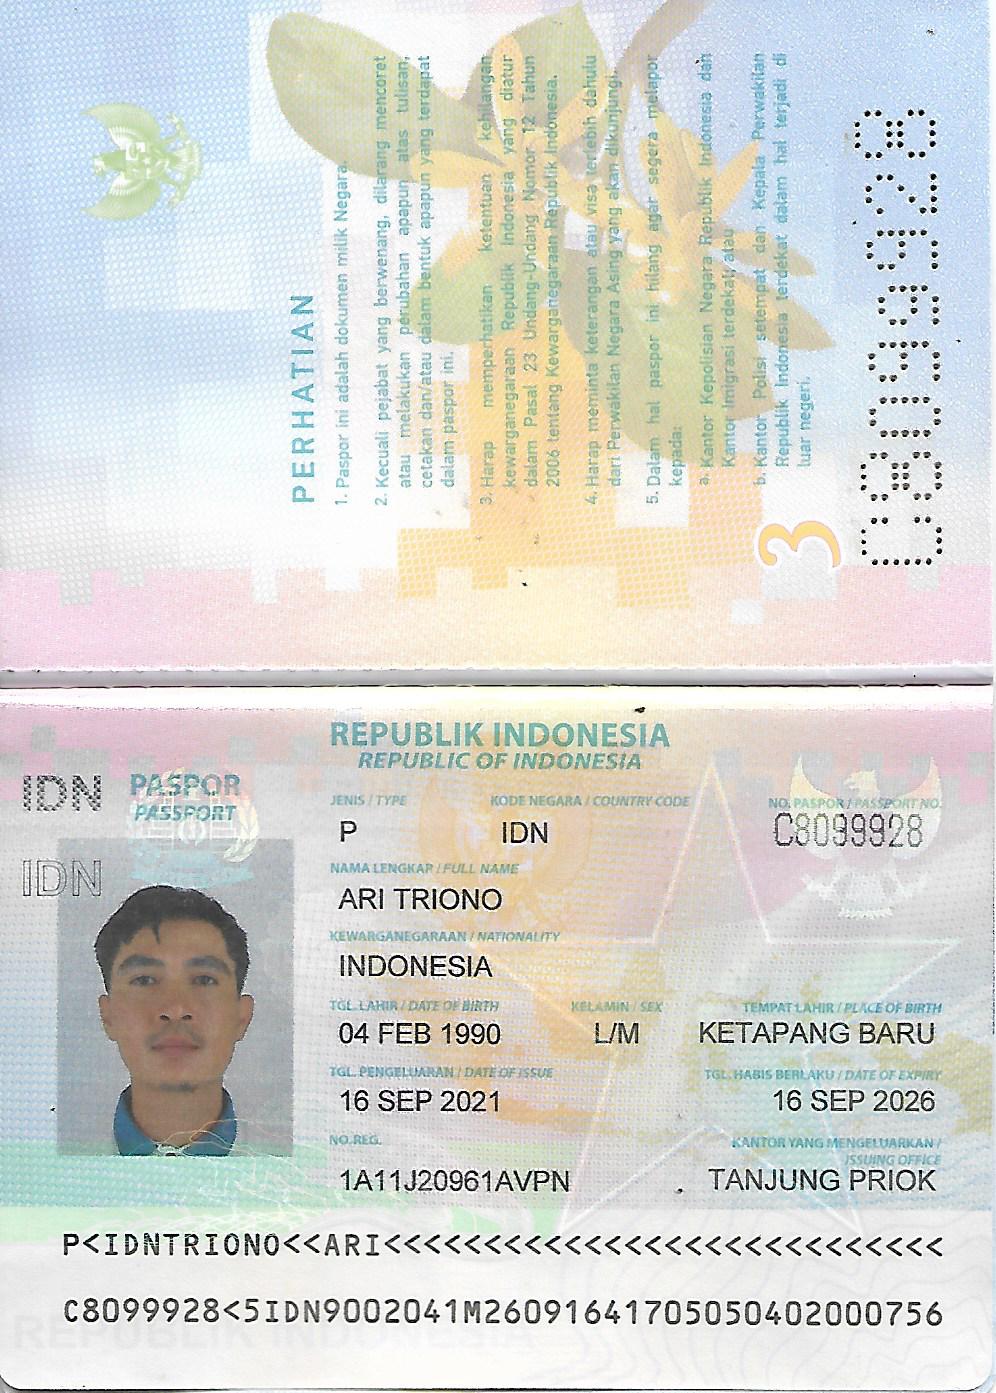 PERHATIAN
1. Paspor ini adalah dokumen milik Negara.
2. Kecuali pejabat yang berwenang, dilarang mencoret
atau melakukan perubahan apapun atas tulisan,
cetakan dan/atau dalam bentuk apapun yang terdapat
dalam paspor ini.
3. Harap memperhatikan ketentuan kehilangan
kewarganegaraan Republik Indonesia yang diatur
dalam Pasal 23 Undang-Undang Nomor 12 Tahun
2006 tentang Kewarganegaraan Republik Indonesia.
4. Harap meminta keterangan atau visa terlebih dahulu
dari Perwakilan Negara Asing yang akan dikunjungi.
5. Dalam hal paspor ini hilang agar segera melapor
kepada:
a. Kantor Kepolisian Negara Republik Indonesia dan
Kantor Imigrasi terdekat; atau
b. Kantor Polisi setempat dan Kepala Perwakilan
Republik Indonesia terdekat dalam hal terjadi di
luar negeri.
3
C8099928
REPUBLIK INDONESIA
REPUBLIC OF INDONESIA
IDN PASPOR
PASSPORT
JENIS / TYPE KODE NEGARA / COUNTRY CODE NO. PASPOR / PASSPORT NO.
P IDN C8099928
IDN
NAMA LENGKAP / FULL NAME
ARI TRIONO
KEWARGANEGARAAN / NATIONALITY
INDONESIA
TGL. LAHIR / DATE OF BIRTH KELAMIN / SEX TEMPAT LAHIR / PLACE OF BIRTH
04 FEB 1990 L/M KETAPANG BARU
TGL. PENGELUARAN / DATE OF ISSUE TGL. HABIS BERLAKU / DATE OF EXPIRY
16 SEP 2021 16 SEP 2026
NO. REG. KANTOR YANG MENGELUARKAN /
ISSUING OFFICE
1A11J20961AVPN TANJUNG PRIOK
P<IDNTRIONO<<ARI<<<<<<<<<<<<<<<<<<<<<<<<<<<<
C8099928<5IDN9002041M2609164170505040200​0756
REPUBLIK INDONESIA